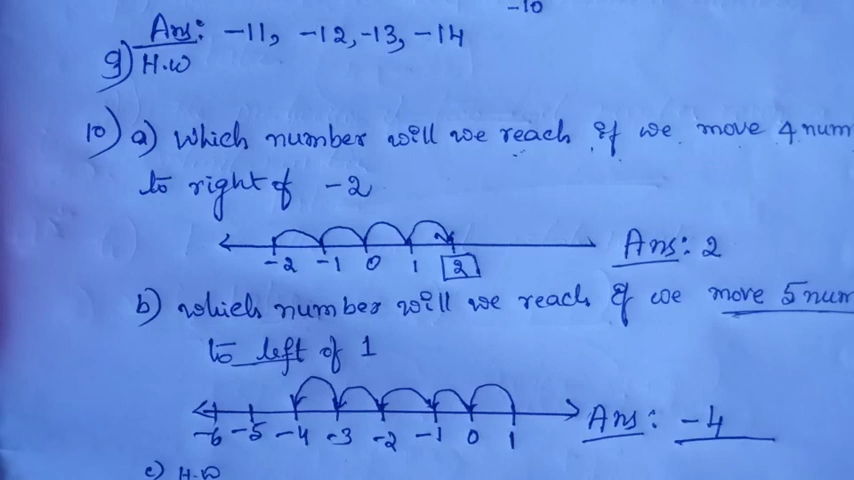 -10
Ans: -11, -12, -13, -14
9) H.W
10) a) which number will we reach if we move 4 num
to right of -2
-2 -1 0 1 2 Ans: 2
b) which number will we reach if we move 5 num
to left of 1
-6 -5 -4 -3 -2 -1 0 1 Ans: -4
c) H.W